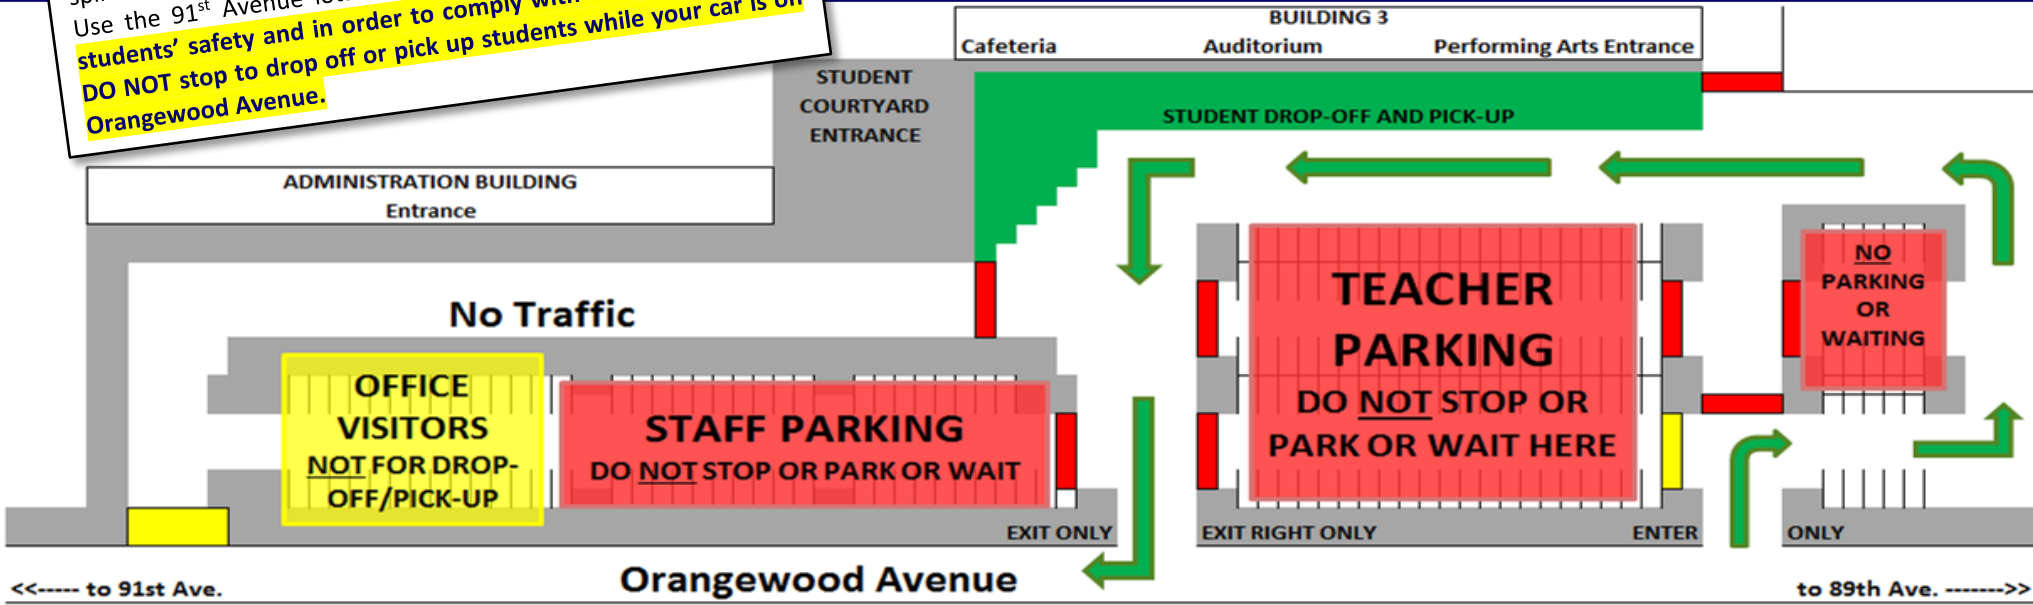 Use the 91st Avenue
students' safety and in order to comply with
DO NOT stop to drop off or pick up students while your car is on
Orangewood Avenue.
BUILDING 3
Cafeteria Auditorium Performing Arts Entrance
STUDENT
COURTYARD
ENTRANCE
STUDENT DROP-OFF AND PICK-UP
ADMINISTRATION BUILDING
Entrance
No Traffic
OFFICE
VISITORS
NOT FOR DROP-
OFF/PICK-UP
STAFF PARKING
DO NOT STOP OR PARK OR WAIT
TEACHER
PARKING
DO NOT STOP OR
PARK OR WAIT HERE
NO
PARKING
OR
WAITING
EXIT ONLY
EXIT RIGHT ONLY
ENTER
ONLY
<<----- to 91st Ave.
Orangewood Avenue
to 89th Ave. ------->>